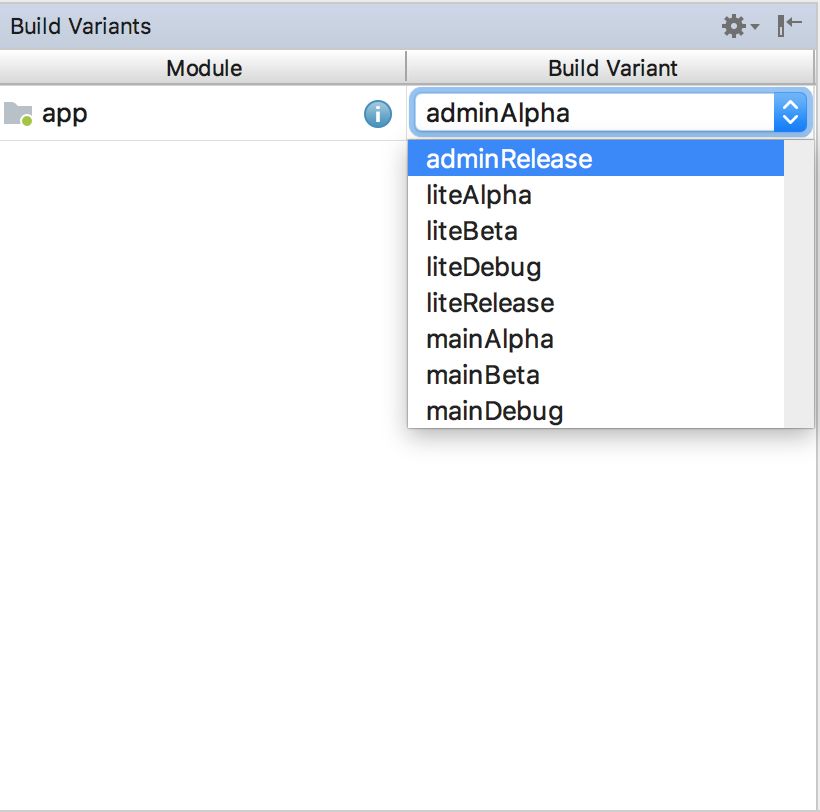 Build Variants
Module Build Variant
app adminAlpha
adminRelease
liteAlpha
liteBeta
liteDebug
liteRelease
mainAlpha
mainBeta
mainDebug